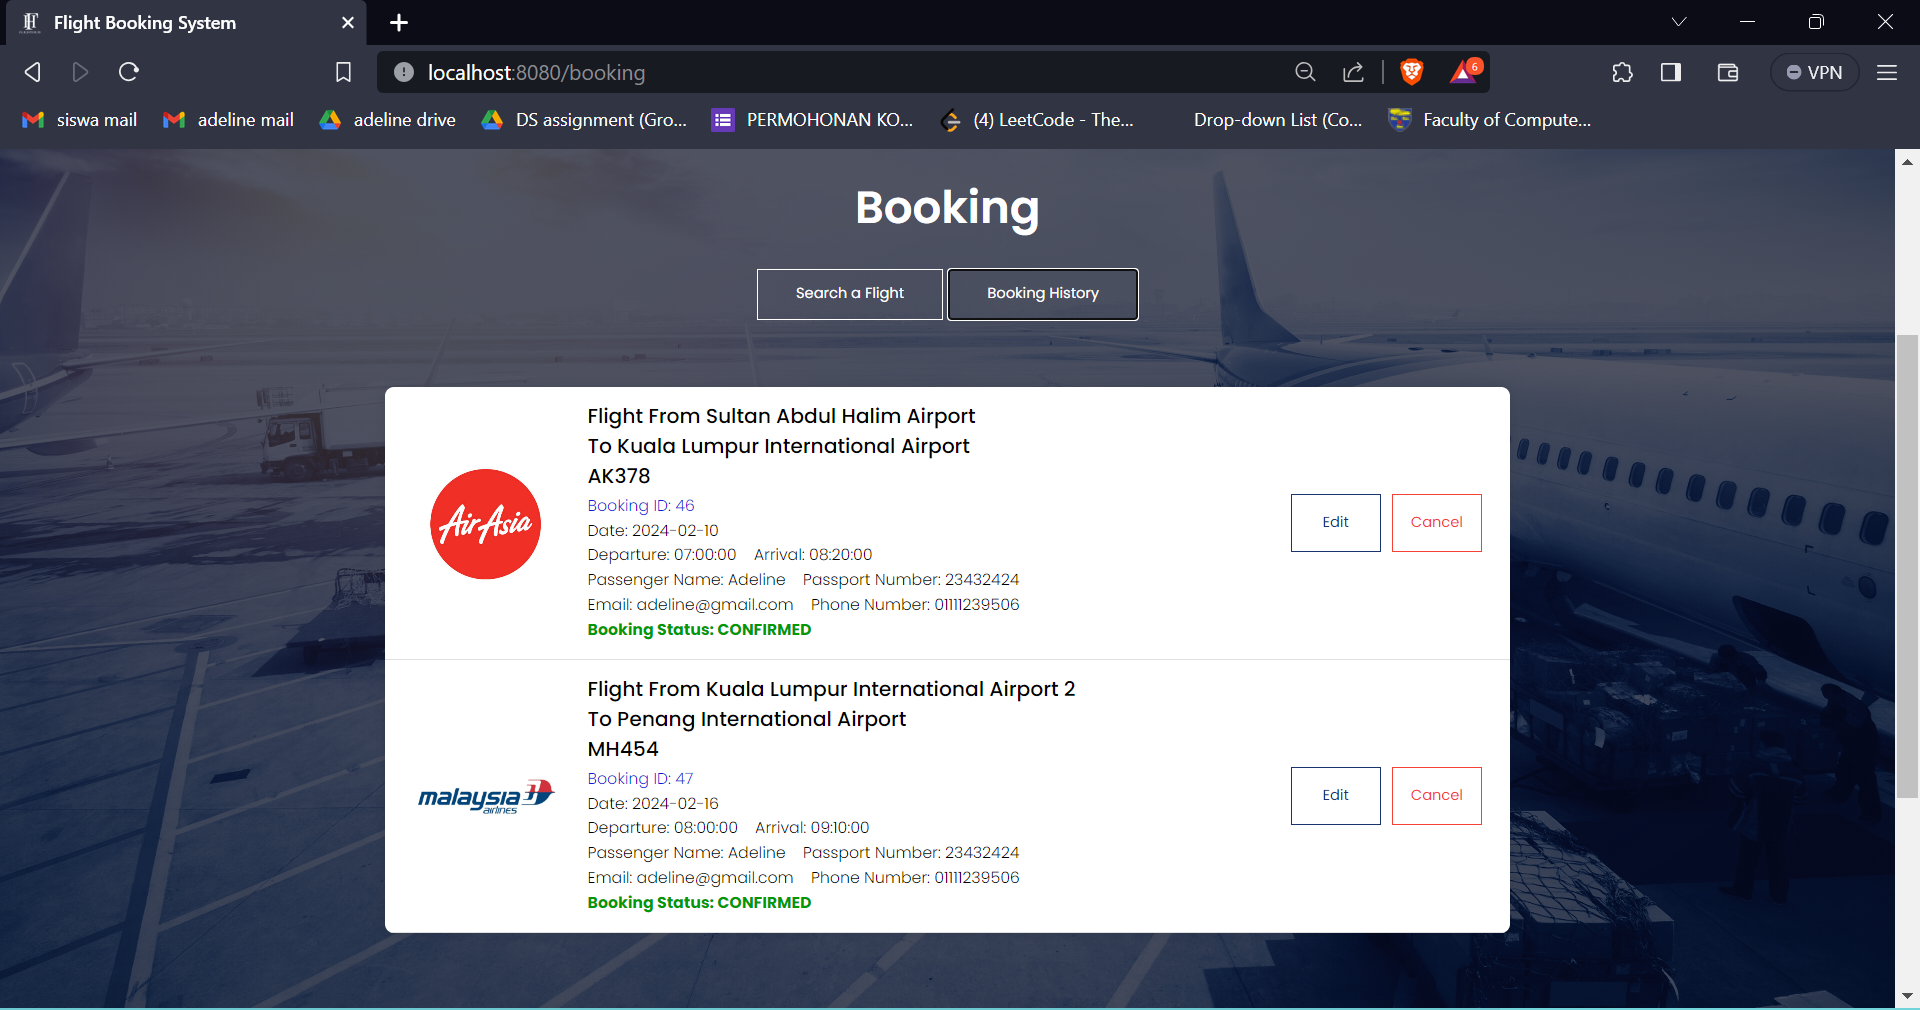 Flight Booking System
localhost:8080/booking
6
VPN
siswa mail
adeline mail
adeline drive
DS assignment (Gro...
PERMOHONAN KO...
(4) LeetCode - The...
Drop-down List (Co...
Faculty of Compute...
Booking
Search a Flight
Booking History
Flight From Sultan Abdul Halim Airport
To Kuala Lumpur International Airport
AK378
AirAsia
Booking ID: 46
Date: 2024-02-10
Departure: 07:00:00 Arrival: 08:20:00
Passenger Name: Adeline Passport Number: 23432424
Email: adeline@gmail.com Phone Number: 01111239506
Booking Status: CONFIRMED
Edit
Cancel
Flight From Kuala Lumpur International Airport 2
To Penang International Airport
MH454
malaysia
airlines
Booking ID: 47
Date: 2024-02-16
Departure: 08:00:00 Arrival: 09:10:00
Passenger Name: Adeline Passport Number: 23432424
Email: adeline@gmail.com Phone Number: 01111239506
Booking Status: CONFIRMED
Edit
Cancel